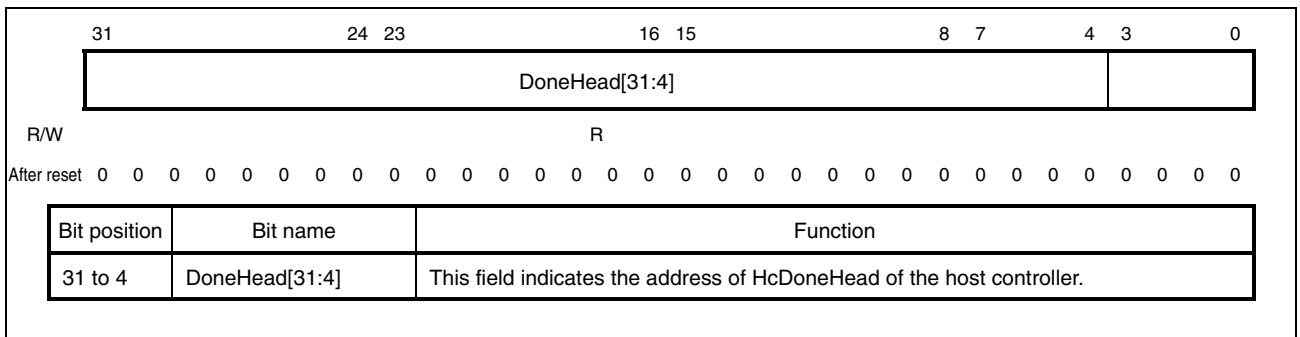 31 24 23 16 15 8 7 4 3 0
DoneHead[31:4]
R/W R
After reset 0 0 0 0 0 0 0 0 0 0 0 0 0 0 0 0 0 0 0 0 0 0 0 0 0 0 0 0 0 0 0 0
Bit position Bit name Function
31 to 4 DoneHead[31:4] This field indicates the address of HcDoneHead of the host controller.